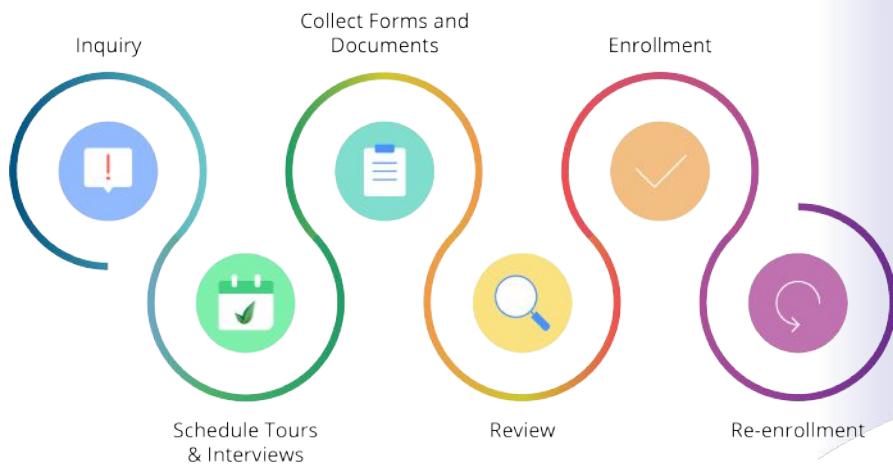 Inquiry
Schedule Tours
& Interviews
Collect Forms and
Documents
Review
Enrollment
Re-enrollment